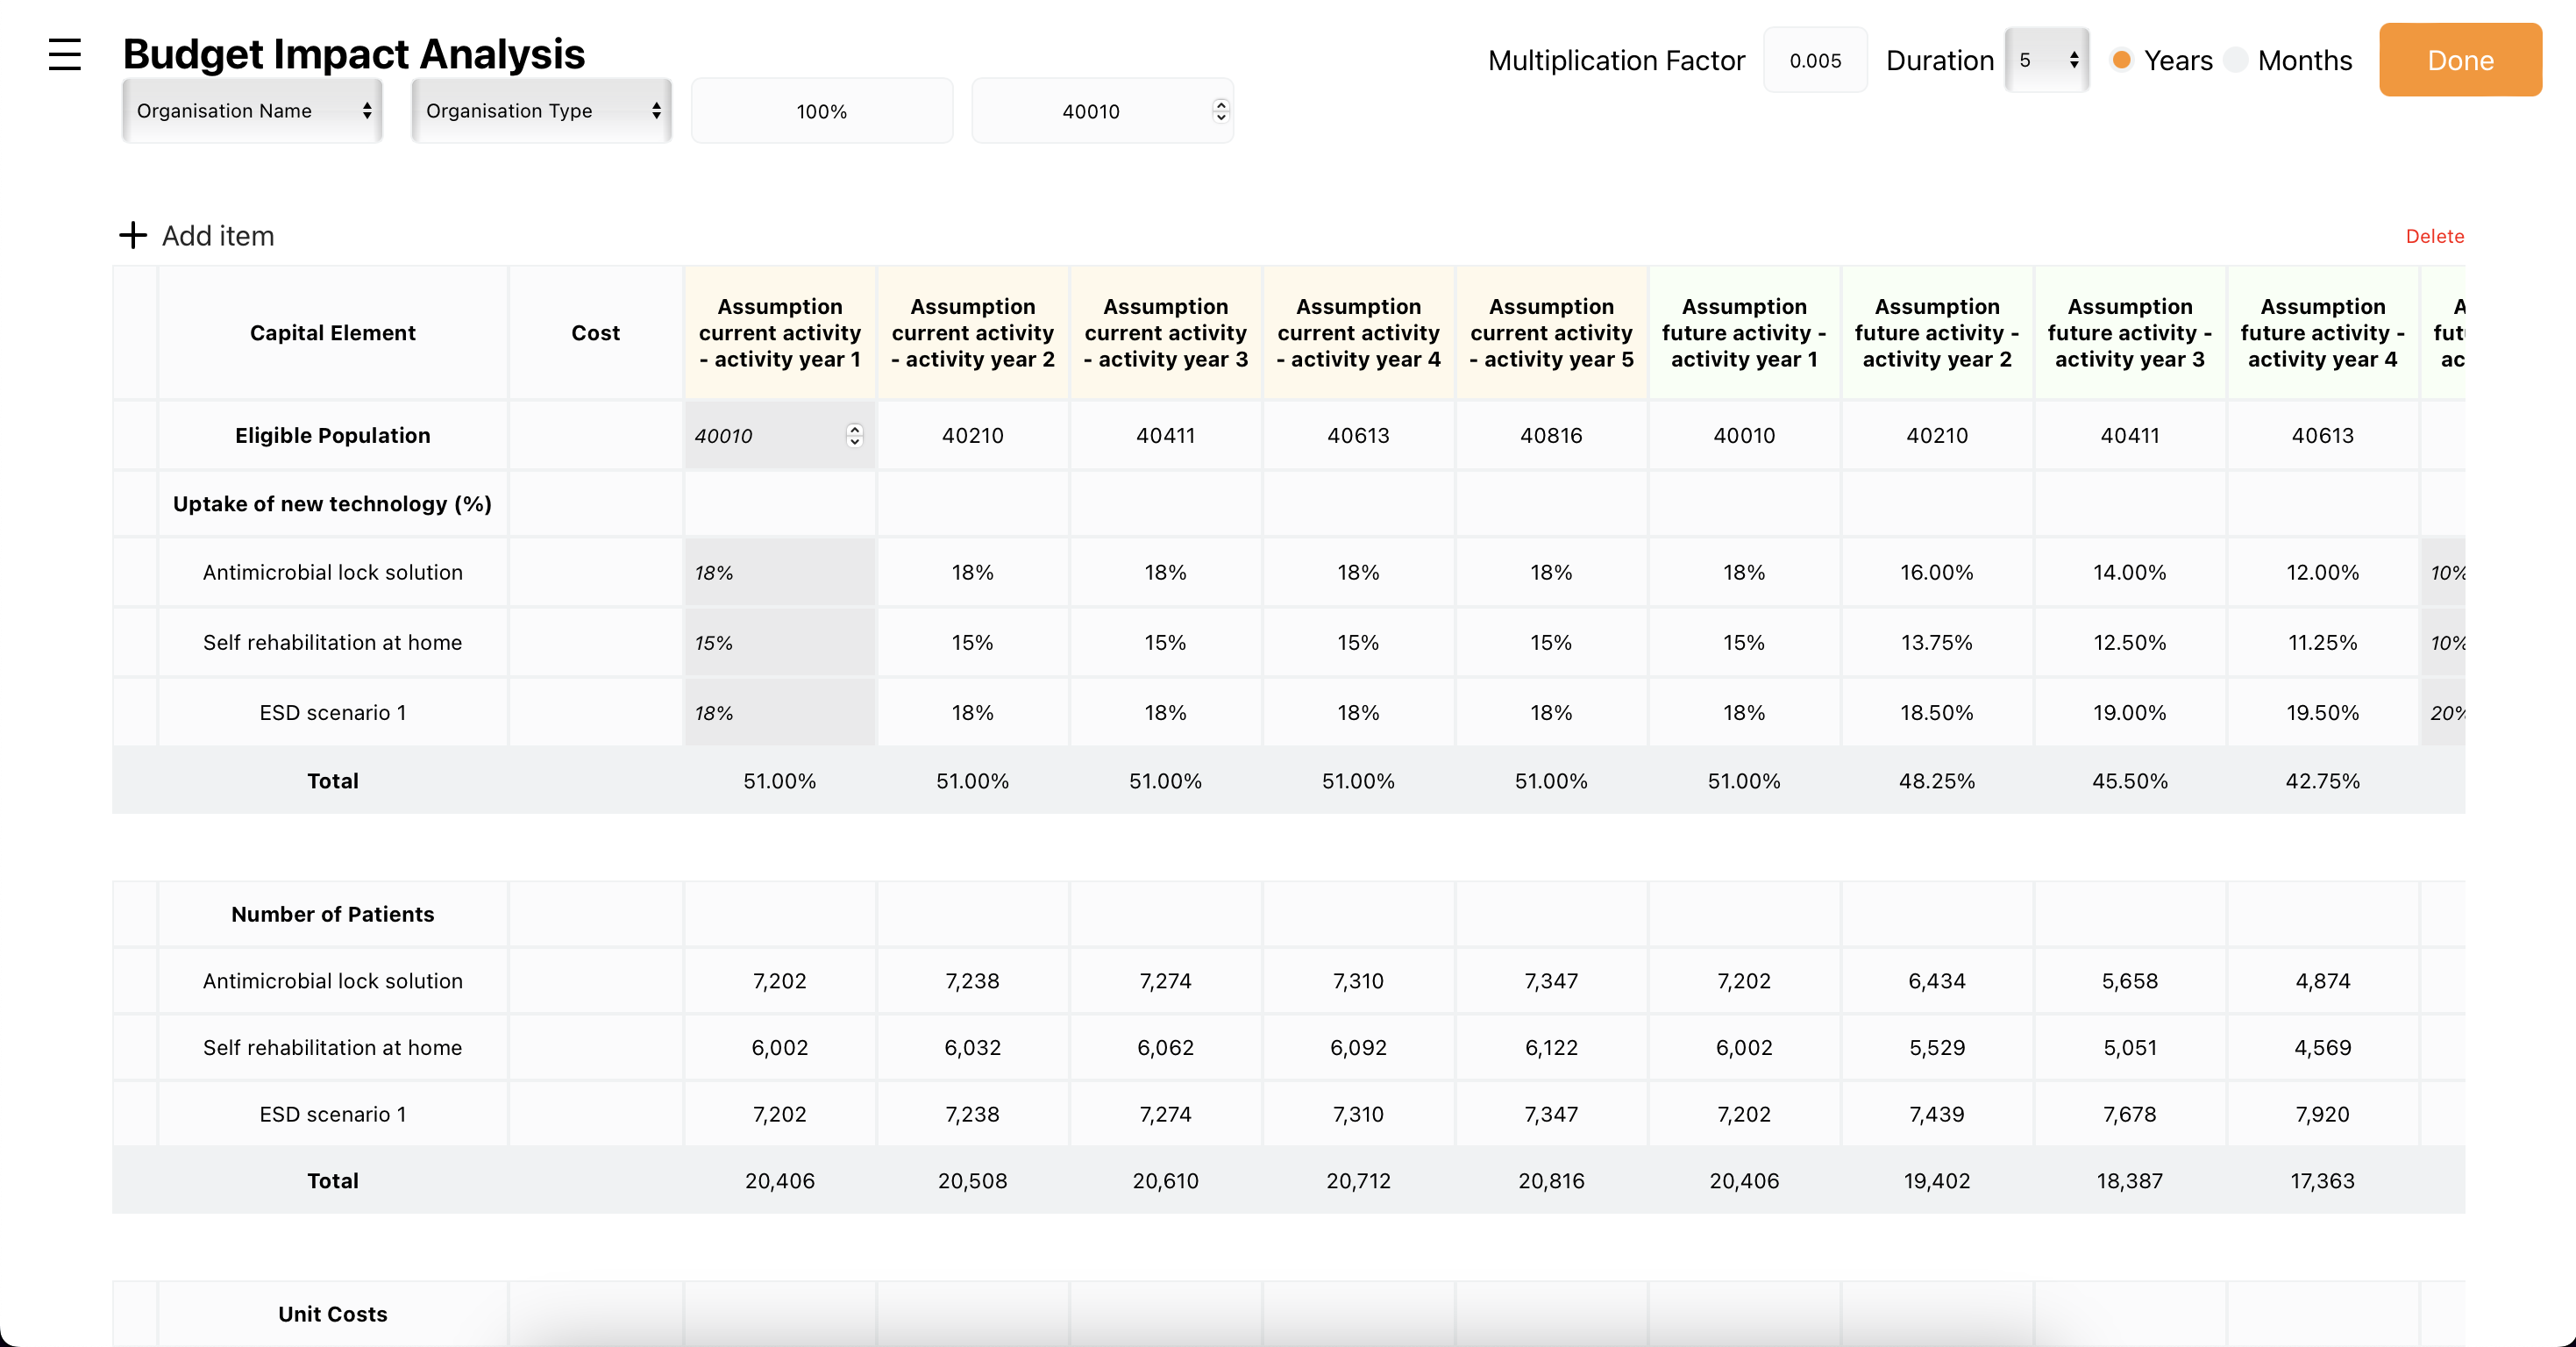 Budget Impact Analysis
Multiplication Factor 0.005 Duration 5 Years Months Done
Organisation Name Organisation Type 100% 40010
Add item Delete
Capital Element Cost Assumption current activity - activity year 1 Assumption current activity - activity year 2 Assumption current activity - activity year 3 Assumption current activity - activity year 4 Assumption current activity - activity year 5 Assumption future activity - activity year 1 Assumption future activity - activity year 2 Assumption future activity - activity year 3 Assumption future activity - activity year 4
Eligible Population 40010 40210 40411 40613 40816 40010 40210 40411 40613
Uptake of new technology (%)
Antimicrobial lock solution 18% 18% 18% 18% 18% 18% 16.00% 14.00% 12.00% 10%
Self rehabilitation at home 15% 15% 15% 15% 15% 15% 13.75% 12.50% 11.25% 10%
ESD scenario 1 18% 18% 18% 18% 18% 18% 18.50% 19.00% 19.50% 20%
Total 51.00% 51.00% 51.00% 51.00% 51.00% 51.00% 48.25% 45.50% 42.75%
Number of Patients
Antimicrobial lock solution 7,202 7,238 7,274 7,310 7,347 7,202 6,434 5,658 4,874
Self rehabilitation at home 6,002 6,032 6,062 6,092 6,122 6,002 5,529 5,051 4,569
ESD scenario 1 7,202 7,238 7,274 7,310 7,347 7,202 7,439 7,678 7,920
Total 20,406 20,508 20,610 20,712 20,816 20,406 19,402 18,387 17,363
Unit Costs